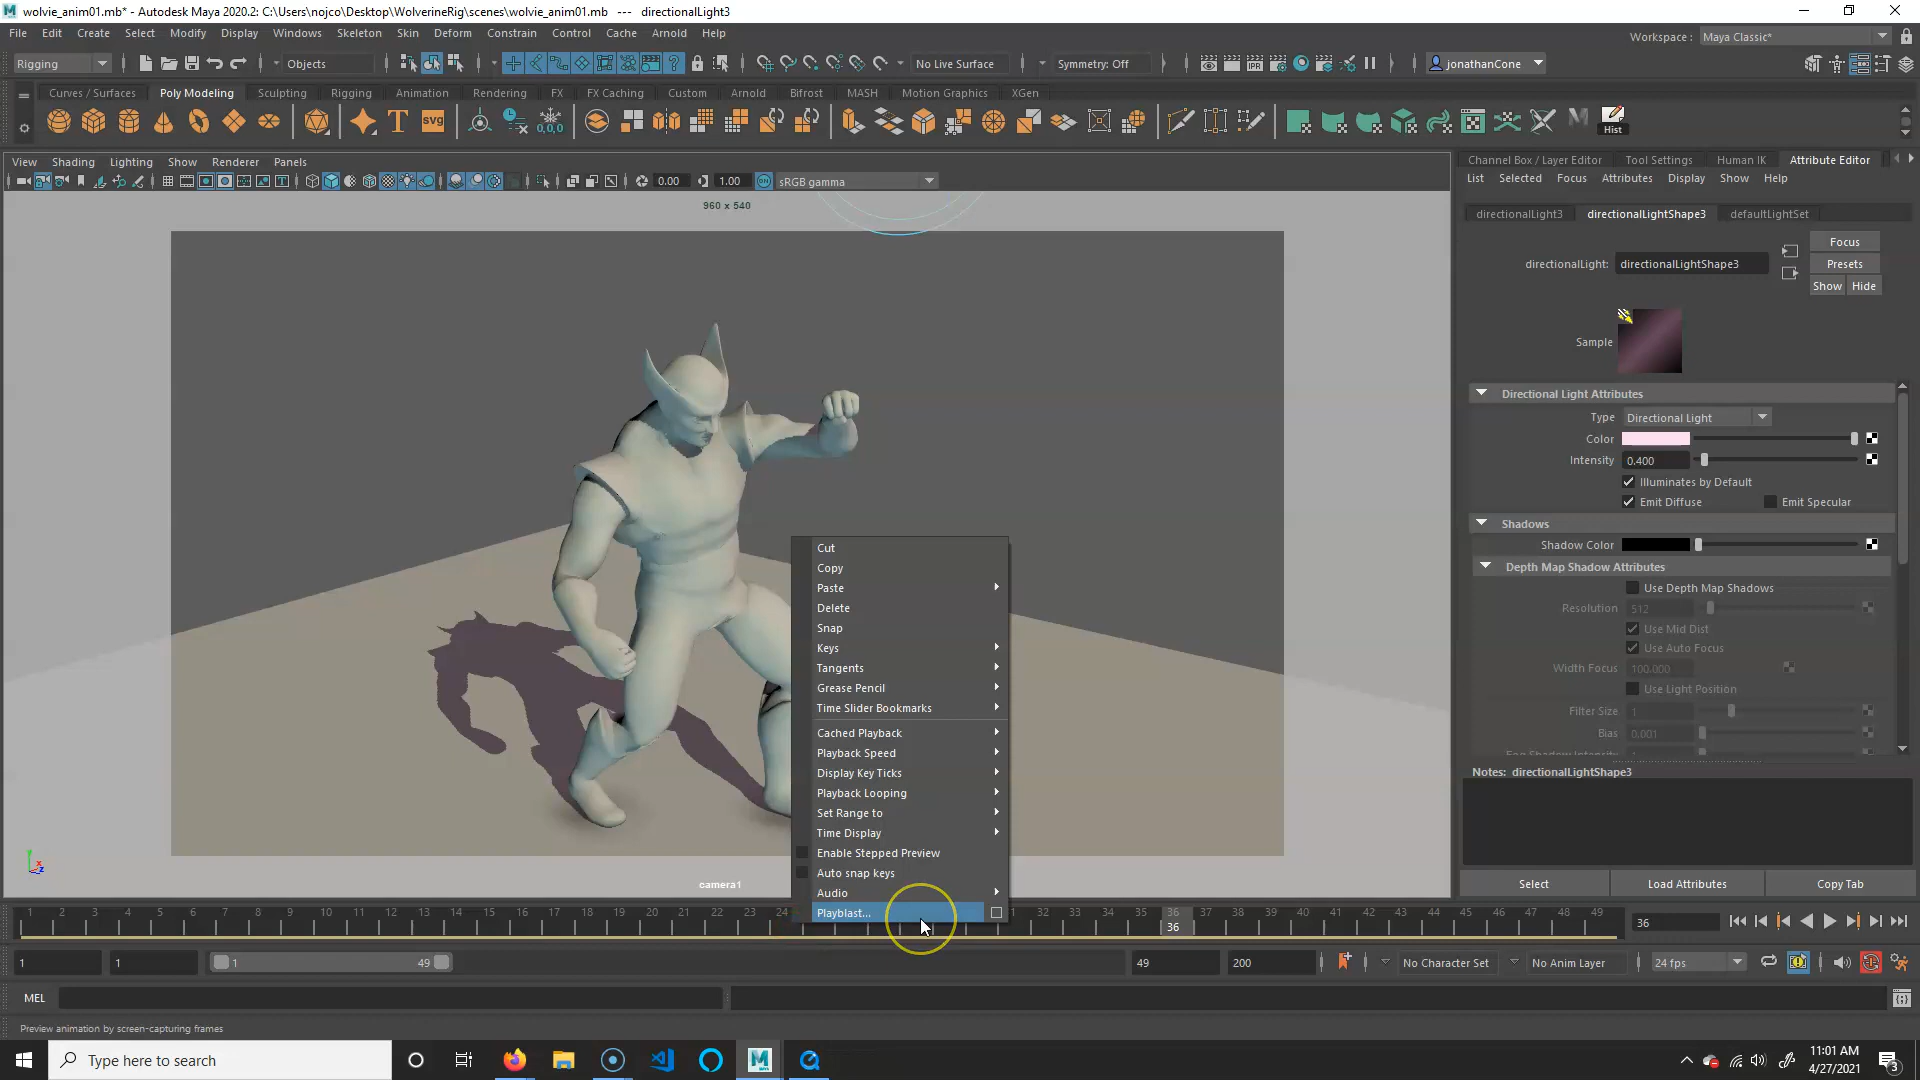 wolvie_anim01.mb* - Autodesk Maya 2020.2: C:\Users\nojco\Desktop\WolverineRig\scenes\wolvie_anim01.mb --- directionalLight3
File Edit Create Select Modify Display Windows Skeleton Skin Deform Constrain Control Cache Arnold Help
Workspace : Maya Classic*
Rigging Objects No Live Surface Symmetry: Off jonathanCone
Curves / Surfaces Poly Modeling Sculpting Rigging Animation Rendering FX FX Caching Custom Arnold Bifrost MASH Motion Graphics XGen
T svg 0,0,0 Hist
View Shading Lighting Show Renderer Panels
0.00 1.00 sRGB gamma
960 x 540
camera1
Channel Box / Layer Editor Tool Settings Human IK Attribute Editor
List Selected Focus Attributes Display Show Help
directionalLight3 directionalLightShape3 defaultLightSet
directionalLight: directionalLightShape3
Focus
Presets
Show Hide
Sample
Directional Light Attributes
Type Directional Light
Color
Intensity 0.400
Illuminates by Default
Emit Diffuse Emit Specular
Shadows
Shadow Color
Depth Map Shadow Attributes
Use Depth Map Shadows
Resolution 512
Use Mid Dist
Use Auto Focus
Width Focus 100.000
Use Light Position
Filter Size 1
Bias 0.001
Fog Shadow Intensity
Notes: directionalLightShape3
Select Load Attributes Copy Tab
Cut
Copy
Paste
Delete
Snap
Keys
Tangents
Grease Pencil
Time Slider Bookmarks
Cached Playback
Playback Speed
Display Key Ticks
Playback Looping
Set Range to
Time Display
Enable Stepped Preview
Auto snap keys
Audio
Playblast...
1 2 3 4 5 6 7 8 9 10 11 12 13 14 15 16 17 18 19 20 21 22 23 24 32 33 34 35 36 37 38 39 40 41 42 43 44 45 46 47 48 49
36
36
1 1 1 49 49 200 No Character Set No Anim Layer 24 fps
MEL
Preview animation by screen-capturing frames
Type here to search
11:01 AM
4/27/2021
3